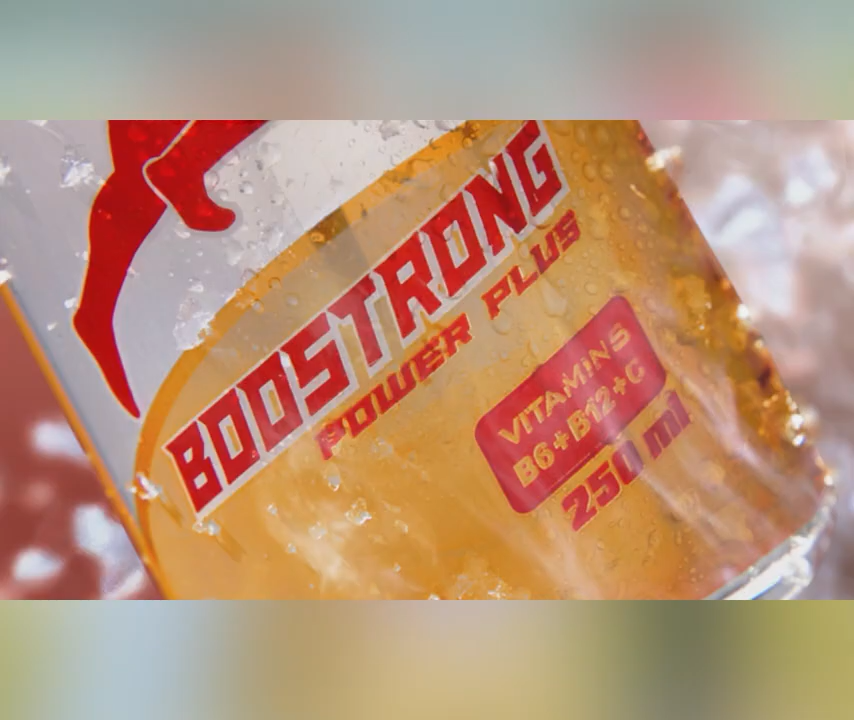 BOOSTRONG
POWER PLUS
VITAMINS
B6+B12+C
250 ml